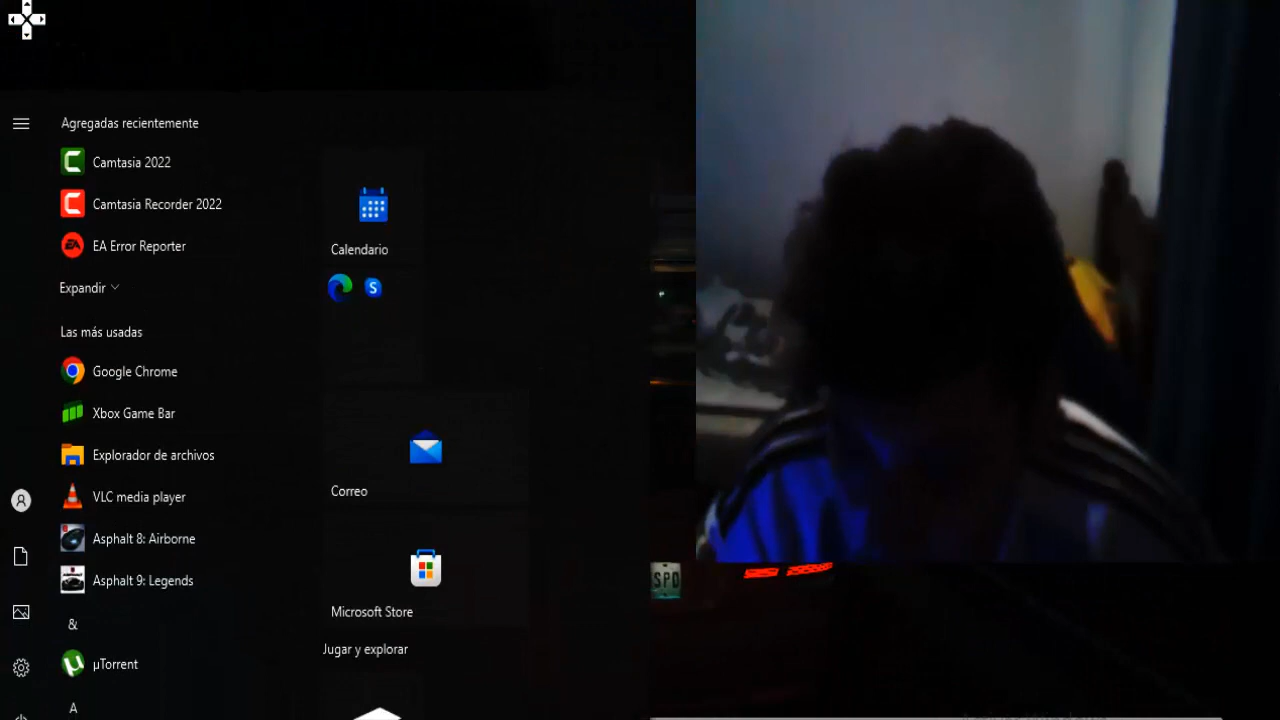 Agregadas recientemente
Camtasia 2022
Camtasia Recorder 2022
EA Error Reporter
Expandir
Las más usadas
Google Chrome
Xbox Game Bar
Explorador de archivos
VLC media player
Asphalt 8: Airborne
Asphalt 9: Legends
&
µTorrent
A
Calendario
Correo
Microsoft Store
Jugar y explorar
SPD